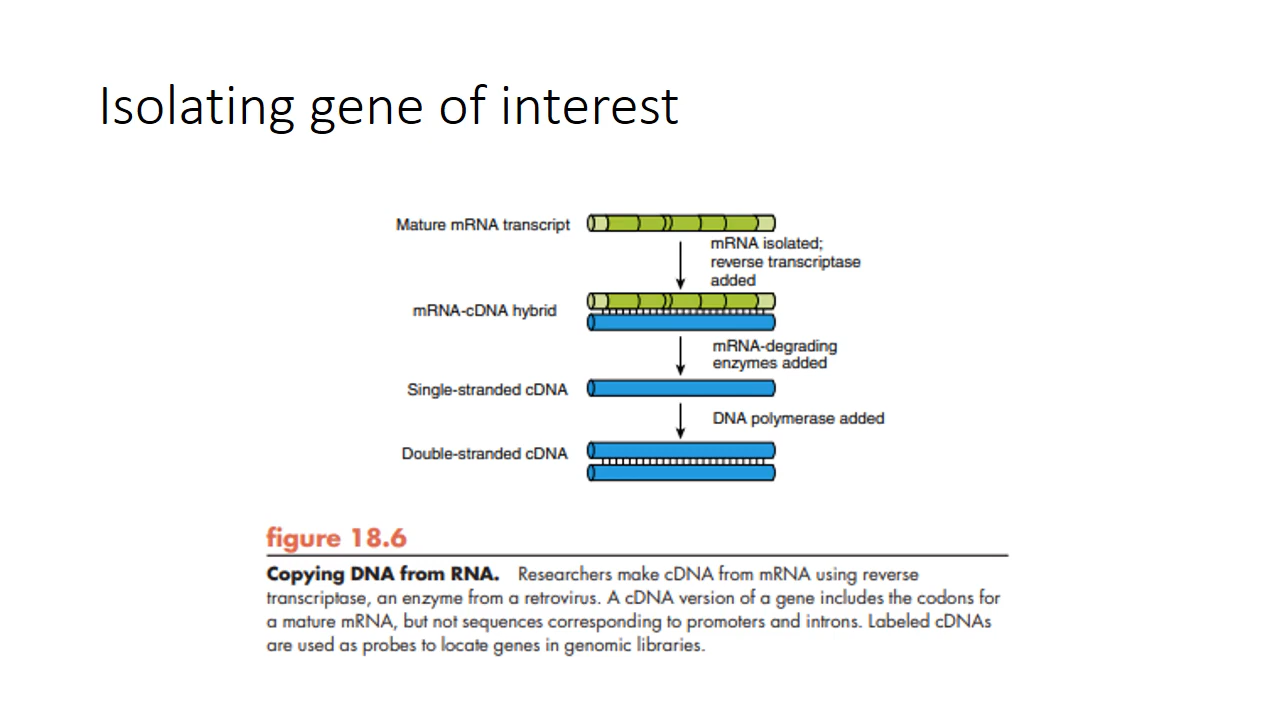 Isolating gene of interest
Mature mRNA transcript
mRNA isolated;
reverse transcriptase
added
mRNA-cDNA hybrid
mRNA-degrading
enzymes added
Single-stranded cDNA
DNA polymerase added
Double-stranded cDNA
figure 18.6
Copying DNA from RNA. Researchers make cDNA from mRNA using reverse
transcriptase, an enzyme from a retrovirus. A cDNA version of a gene includes the codons for
a mature mRNA, but not sequences corresponding to promoters and introns. Labeled cDNAs
are used as probes to locate genes in genomic libraries.